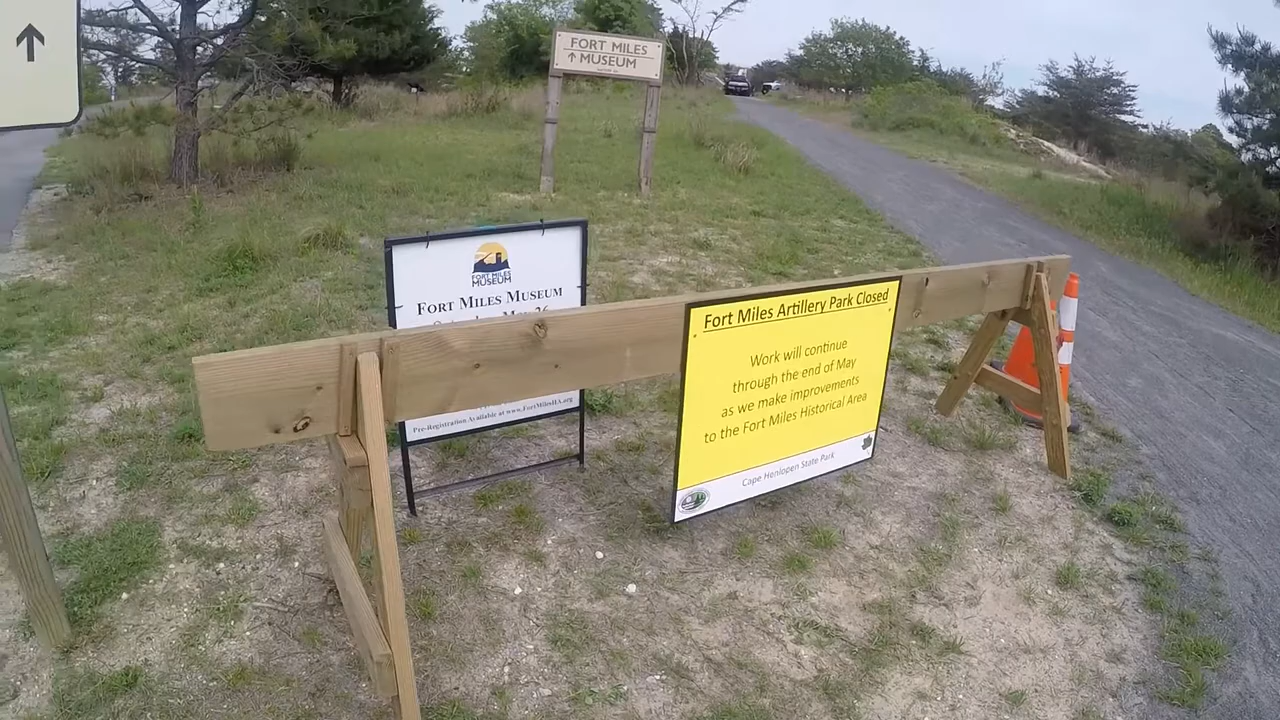 FORT MILES
↑ MUSEUM
FORT MILES
MUSEUM
FORT MILES MUSEUM
Pre-Registration Available at www.FortMilesHA.org
Fort Miles Artillery Park Closed
Work will continue
through the end of May
as we make improvements
to the Fort Miles Historical Area
Cape Henlopen State Park